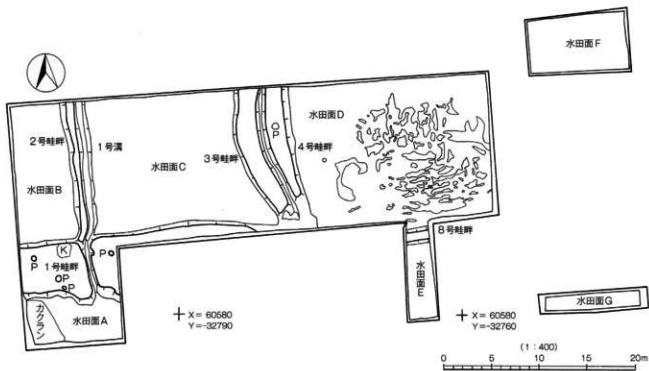 水田面F
水田面D
2号畦畔
1号溝
3号畦畔
P
4号畦畔
水田面C
水田面B
K
P
1号畦畔
P
P
P
8号畦畔
水田面E
カクラン
水田面A
X= 60580
Y=-32790
X= 60580
Y=-32760
水田面G
(1:400)
0 5 10 15 20m